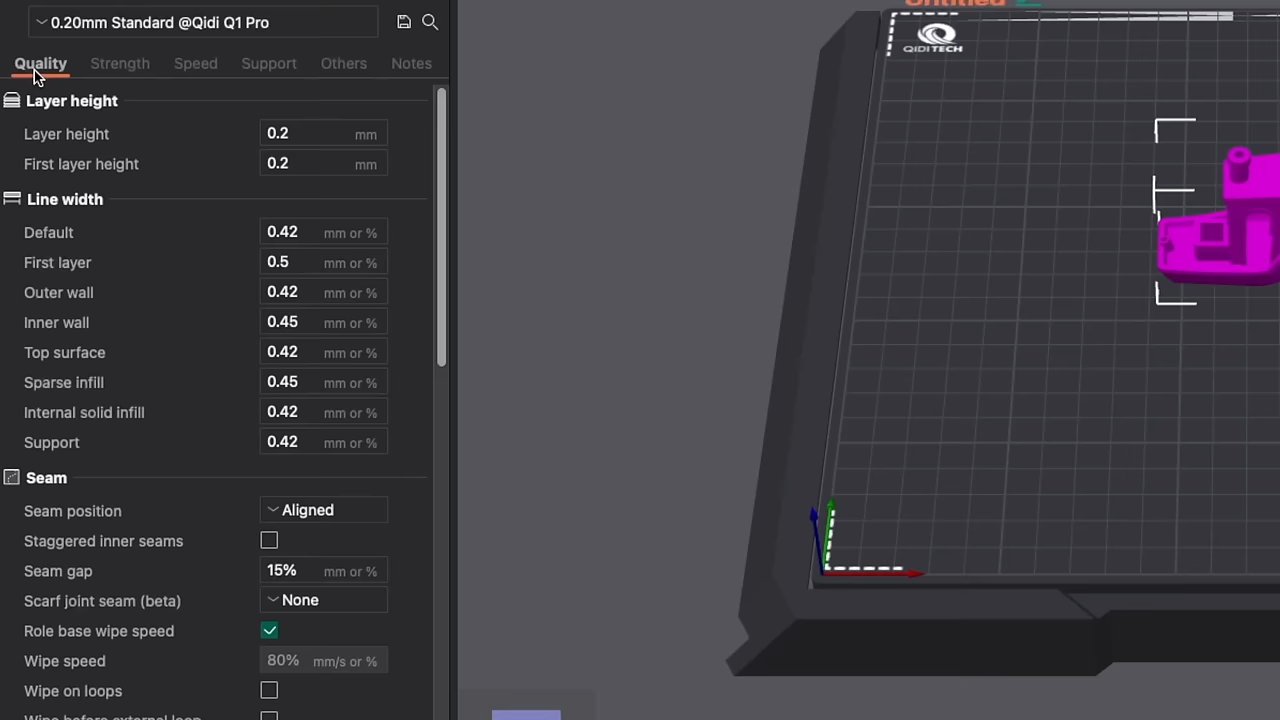 Untitled
0.20mm Standard @Qidi Q1 Pro
QIDITECH
Quality Strength Speed Support Others Notes
Layer height
Layer height 0.2 mm
First layer height 0.2 mm
Line width
Default 0.42 mm or %
First layer 0.5 mm or %
Outer wall 0.42 mm or %
Inner wall 0.45 mm or %
Top surface 0.42 mm or %
Sparse infill 0.45 mm or %
Internal solid infill 0.42 mm or %
Support 0.42 mm or %
Seam
Seam position Aligned
Staggered inner seams
Seam gap 15% mm or %
Scarf joint seam (beta) None
Role base wipe speed
Wipe speed 80% mm/s or %
Wipe on loops
Wipe before external loop